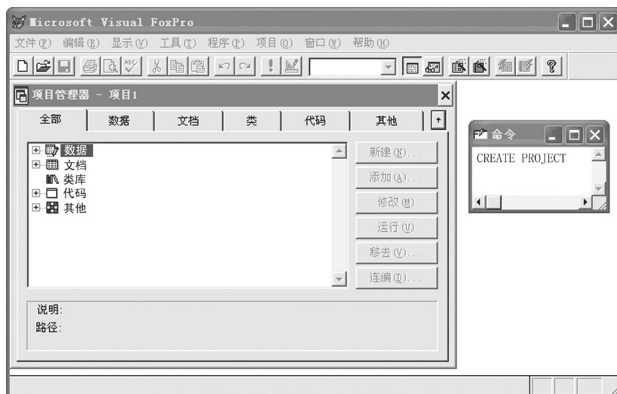 Microsoft Visual FoxPro
文件(F) 编辑(E) 显示(V) 工具(T) 程序(P) 项目(Q) 窗口(W) 帮助(H)
项目管理器 - 项目1
全部 数据 文档 类 代码 其他
数据
文档
类库
代码
其他
新建(N)...
添加(A)...
修改(M)
运行(U)
移去(V)...
连编(D)...
说明:
路径:
命令
CREATE PROJECT